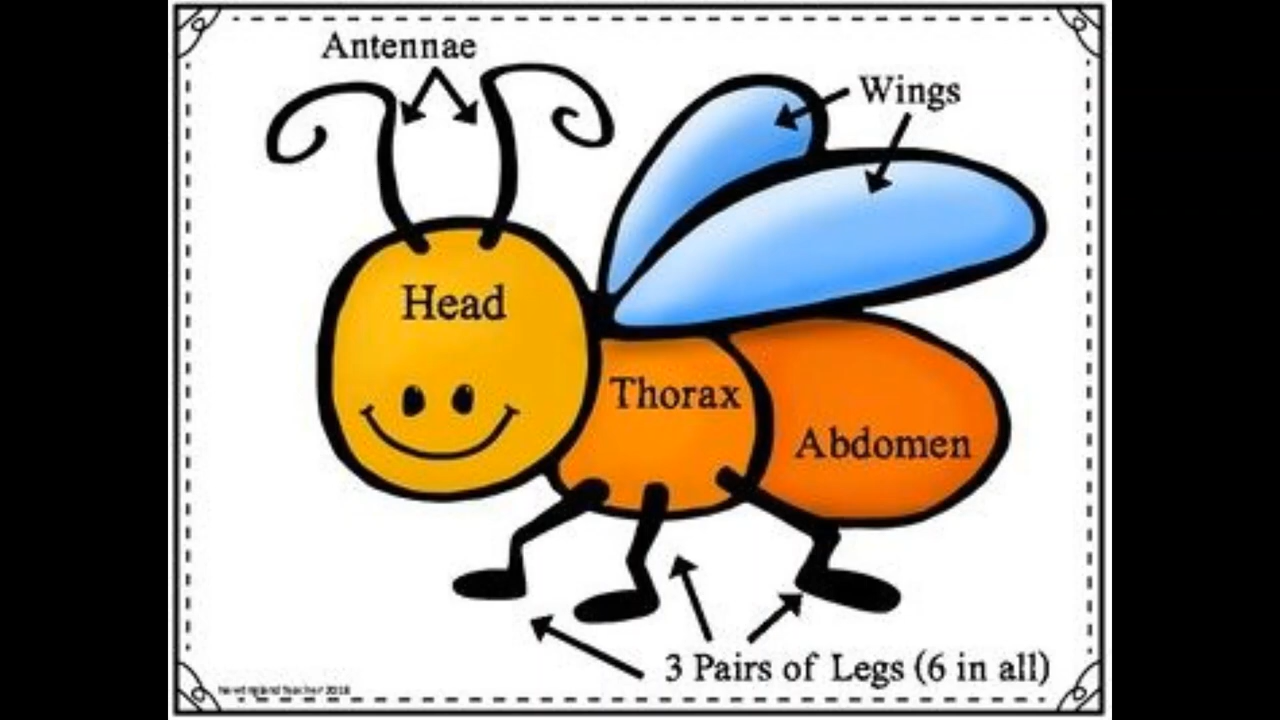 Antennae
Wings
Head
Thorax
Abdomen
3 Pairs of Legs (6 in all)